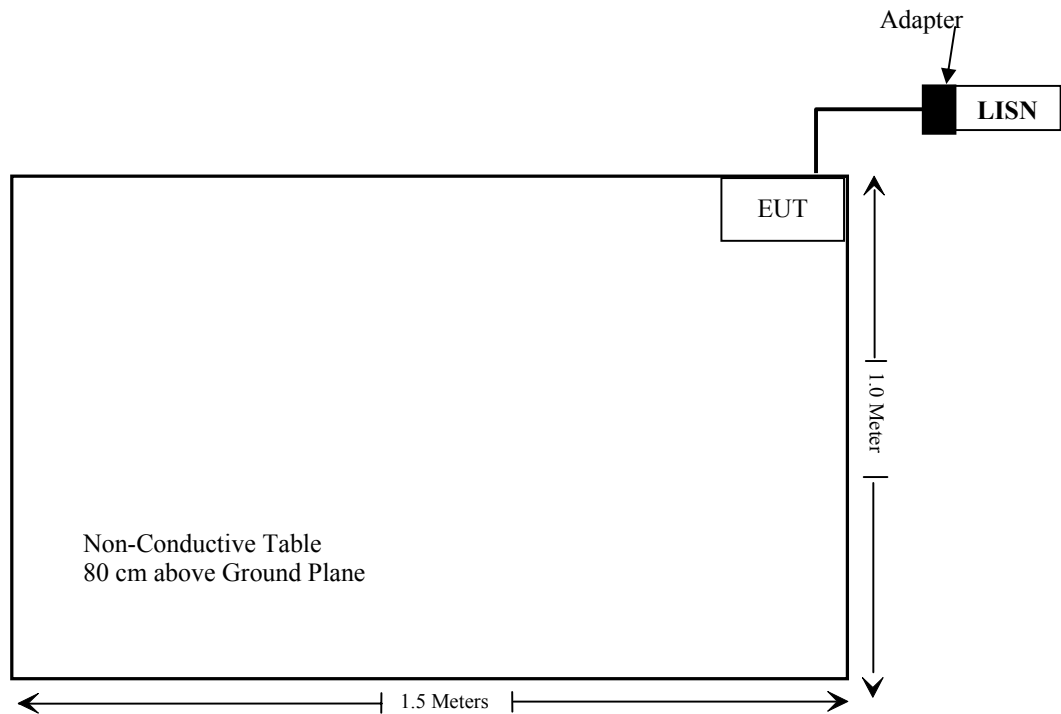 Adapter
LISN
EUT
1.0 Meter
Non-Conductive Table
80 cm above Ground Plane
1.5 Meters